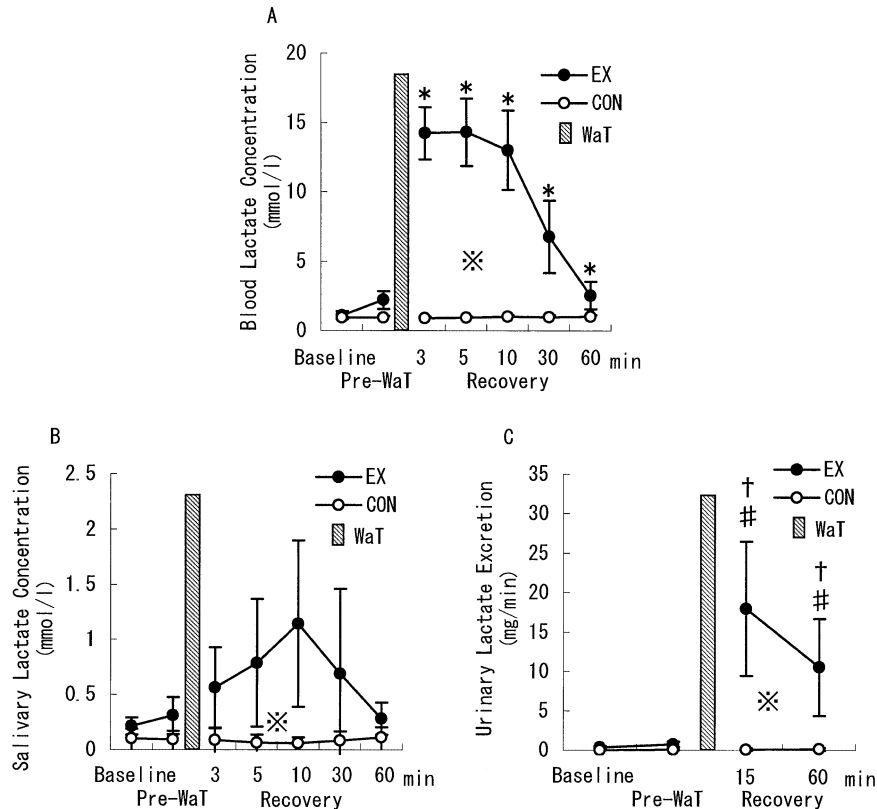 A
Blood Lactate Concentration
(mmol/l)
20
15
10
5
0
EX
CON
WaT
* * * * *
※
Baseline 3 5 10 30 60 min
Pre-WaT Recovery
B
Salivary Lactate Concentration
(mmol/l)
2.5
2
1.5
1
0.5
0
EX
CON
WaT
※
Baseline 3 5 10 30 60 min
Pre-WaT Recovery
C
Urinary Lactate Excretion
(mg/min)
35
30
25
20
15
10
5
0
EX
CON
WaT
† †
# #
※
Baseline 15 60 min
Pre-WaT Recovery